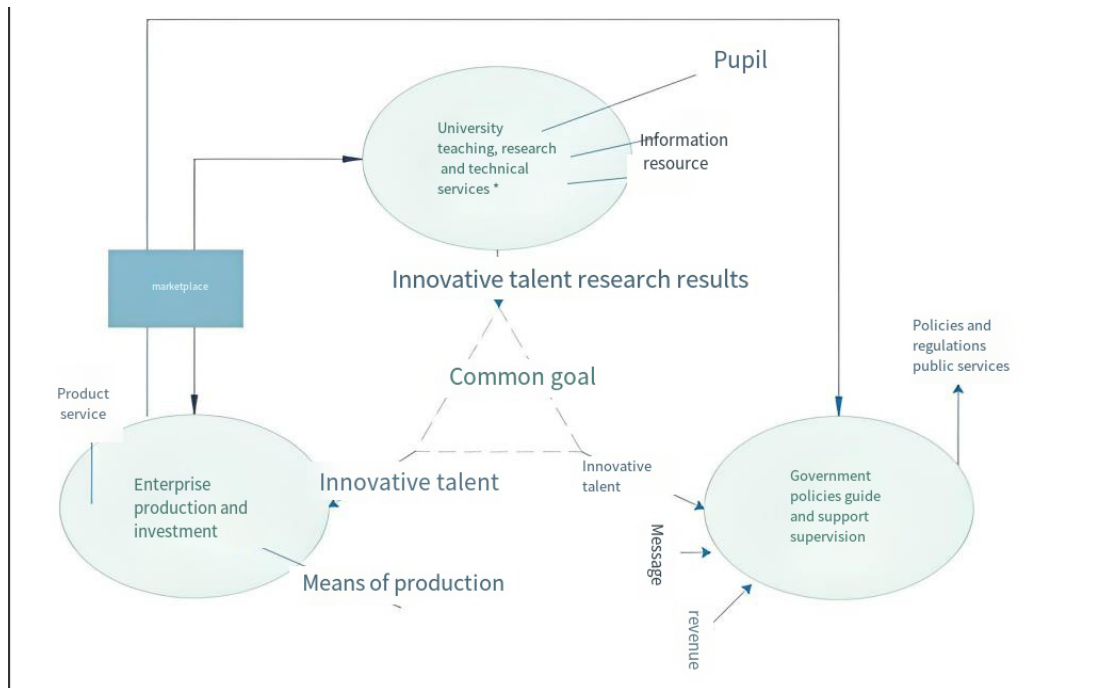 Pupil
University
teaching, research
and technical
services *
Information
resource
marketplace
Innovative talent research results
Policies and
regulations
public services
Common goal
Product
service
Enterprise
production and
investment
Innovative talent
Innovative
talent
Government
policies guide
and support
supervision
Message
Means of production
revenue